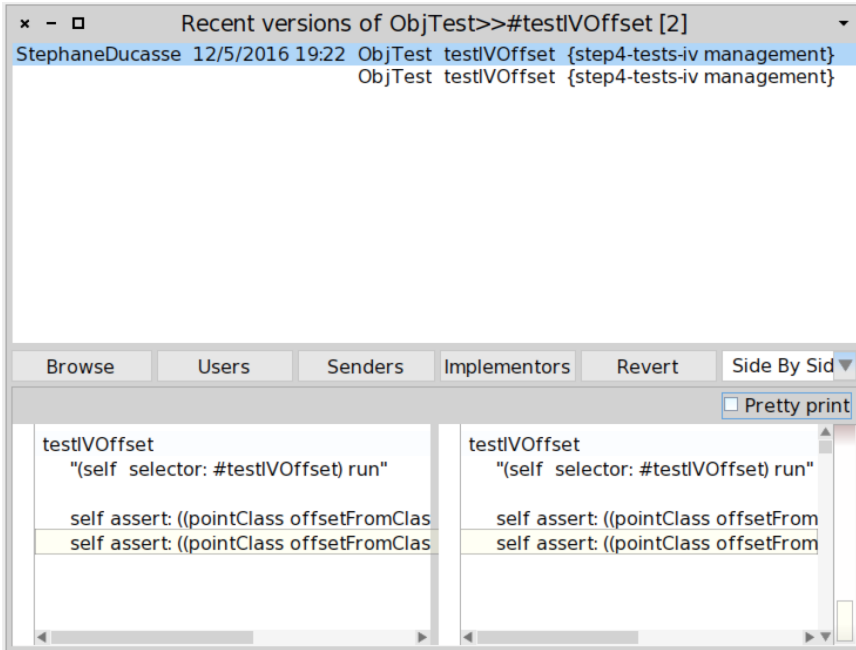 Recent versions of ObjTest>>#testIVOffset [2]
StephaneDucasse 12/5/2016 19:22 ObjTest testIVOffset {step4-tests-iv management}
ObjTest testIVOffset {step4-tests-iv management}
Browse Users Senders Implementors Revert Side By Sid
Pretty print
testIVOffset
"(self selector: #testIVOffset) run"
self assert: ((pointClass offsetFromClas
self assert: ((pointClass offsetFromClas
testIVOffset
"(self selector: #testIVOffset) run"
self assert: ((pointClass offsetFrom
self assert: ((pointClass offsetFrom